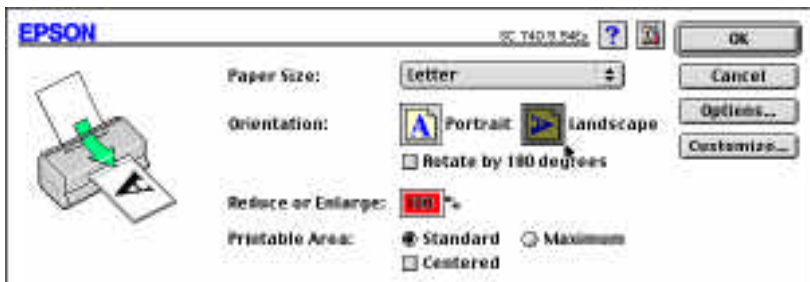 EPSON
OK
Paper Size: Letter
Cancel
Orientation: A Portrait A Landscape
Options...
Rotate by 180 degrees
Customize...
Reduce or Enlarge: 100 %
Printable Area: Standard Maximum
Centered
A